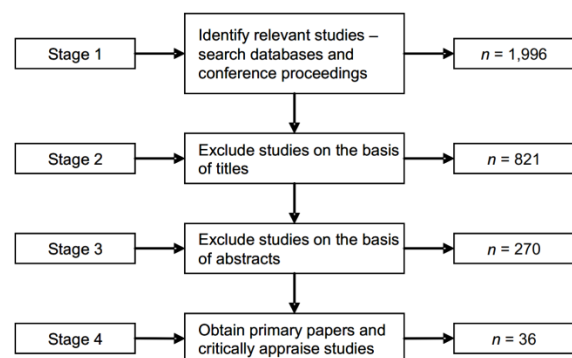 Stage 1
Identify relevant studies –
search databases and
conference proceedings
n = 1,996
Stage 2
Exclude studies on the basis
of titles
n = 821
Stage 3
Exclude studies on the basis
of abstracts
n = 270
Stage 4
Obtain primary papers and
critically appraise studies
n = 36